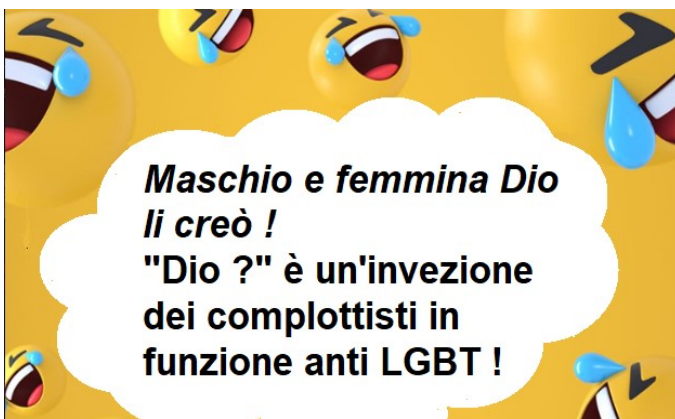 Maschio e femmina Dio
li creò !
"Dio ?" è un'invezione
dei complottisti in
funzione anti LGBT !